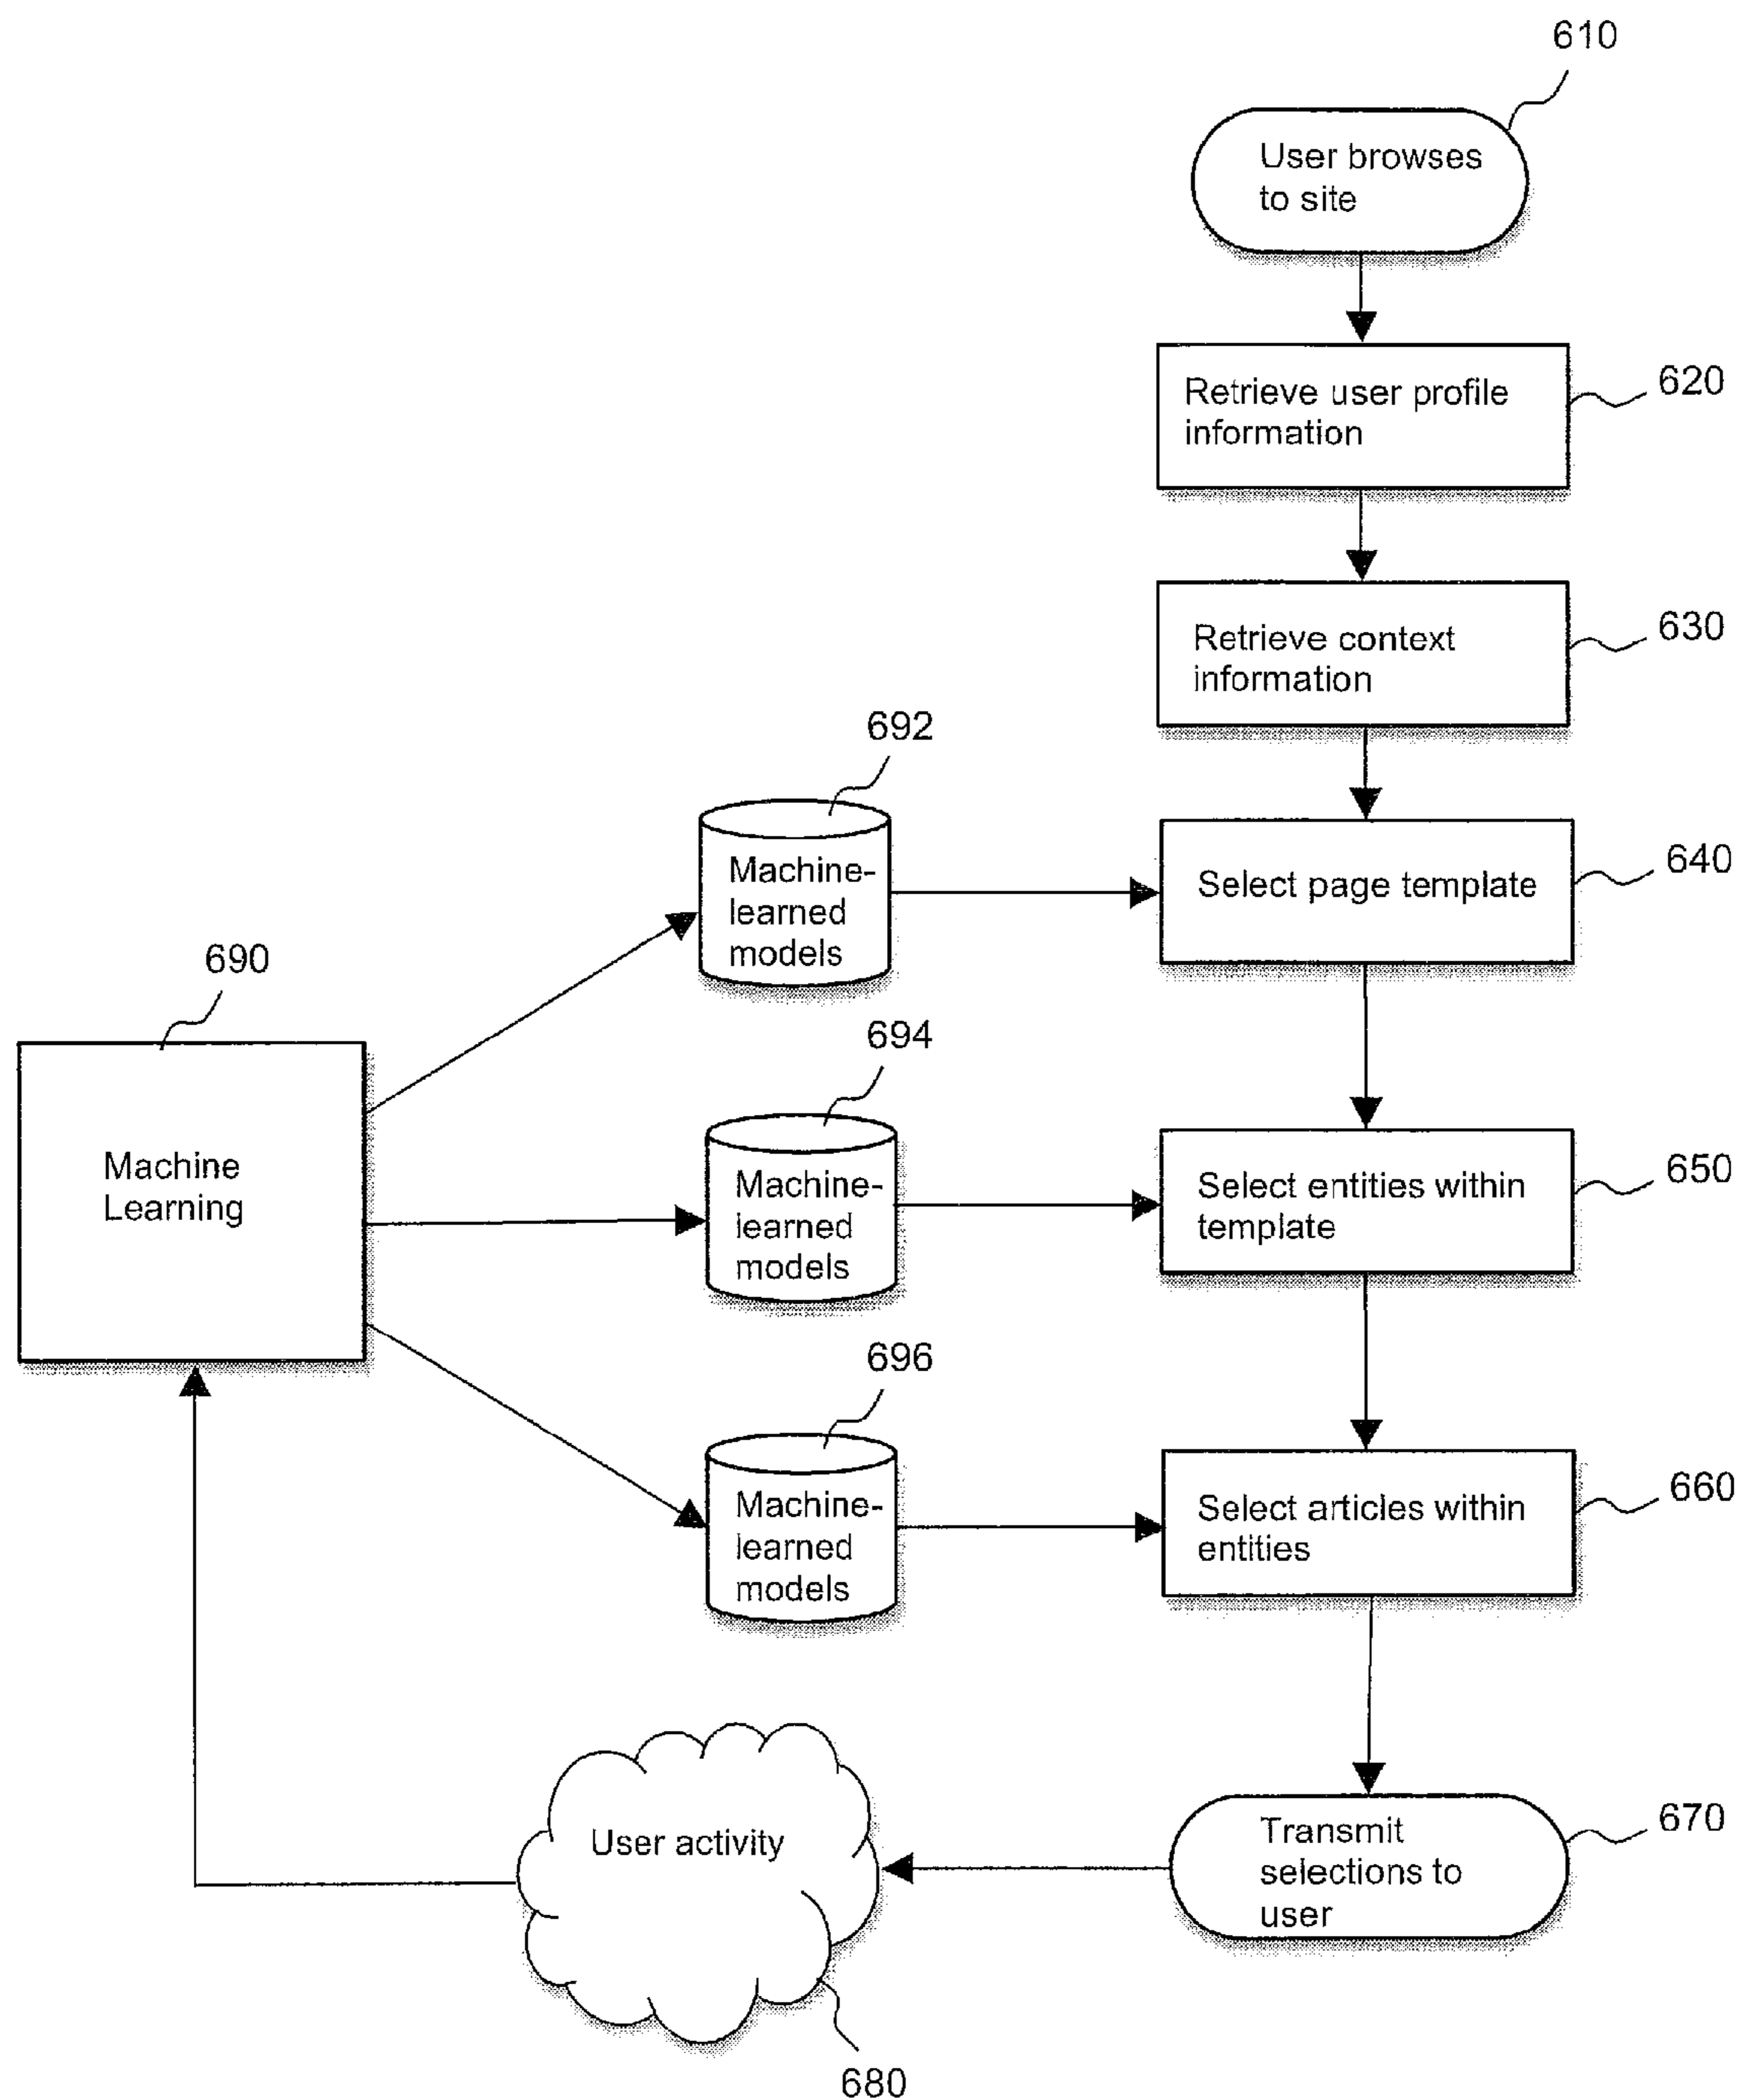 610
User browses
to site
620
Retrieve user profile
information
630
Retrieve context
information
692
Machine-
learned
models
640
Select page template
690
Machine
Learning
694
Machine-
learned
models
650
Select entities within
template
696
Machine-
learned
models
660
Select articles within
entities
670
Transmit
selections to
user
User activity
680